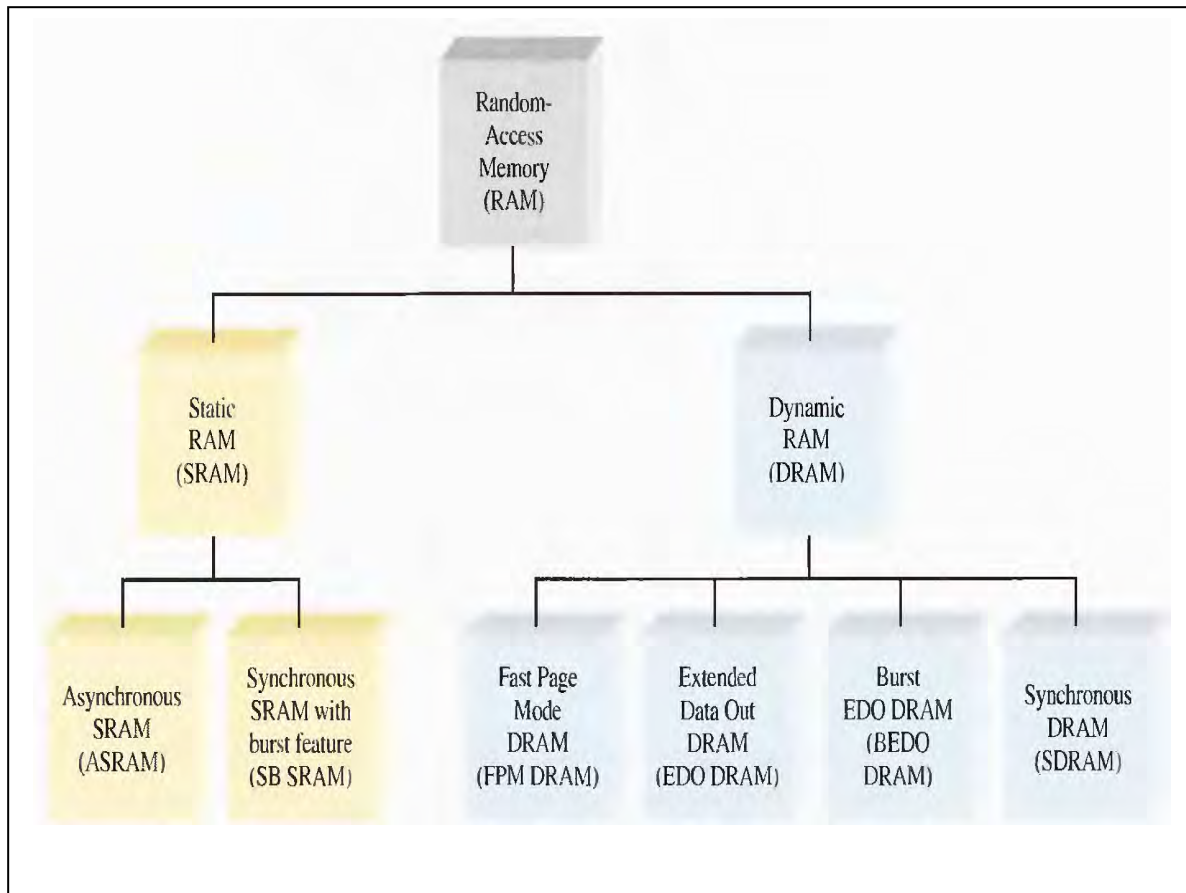 Random-
Access
Memory
(RAM)
Static
RAM
(SRAM)
Dynamic
RAM
(DRAM)
Asynchronous
SRAM
(ASRAM)
Synchronous
SRAM with
burst feature
(SB SRAM)
Fast Page
Mode
DRAM
(FPM DRAM)
Extended
Data Out
DRAM
(EDO DRAM)
Burst
EDO DRAM
(BEDO
DRAM)
Synchronous
DRAM
(SDRAM)